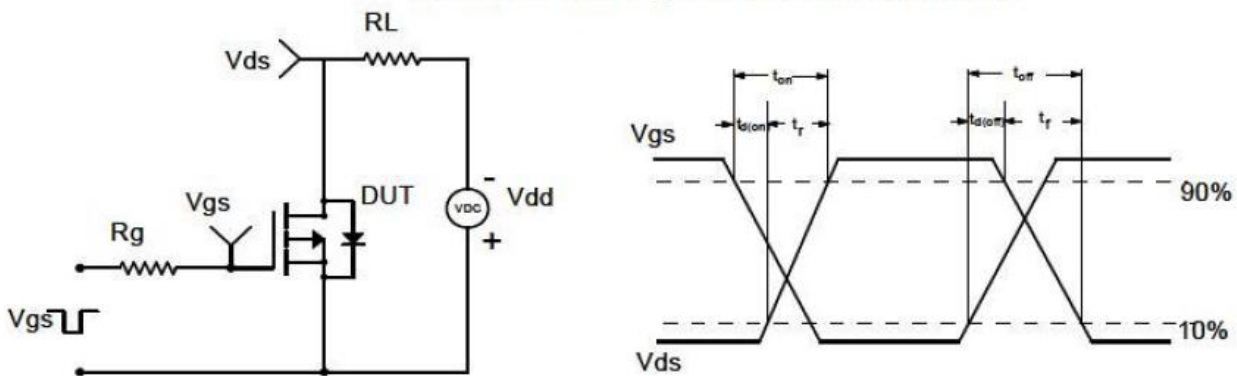 RL
Vds
ton
toff
td(on)
tr
td(off)
tf
Vgs
90%
-
Vgs
DUT
VDC
Vdd
+
Rg
Vgs
10%
Vds